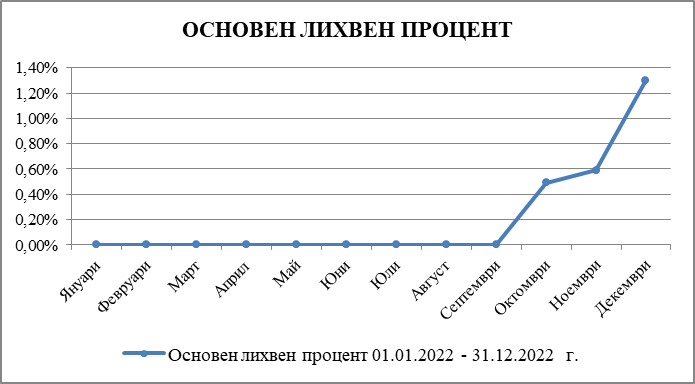 ОСНОВЕН ЛИХВЕН ПРОЦЕНТ
1,40%
1,20%
1,00%
0,80%
0,60%
0,40%
0,20%
0,00%
Януари
Февруари
Март
Април
Май
Юни
Юли
Август
Септември
Октомври
Ноември
Декември
Основен лихвен процент 01.01.2022 - 31.12.2022 г.